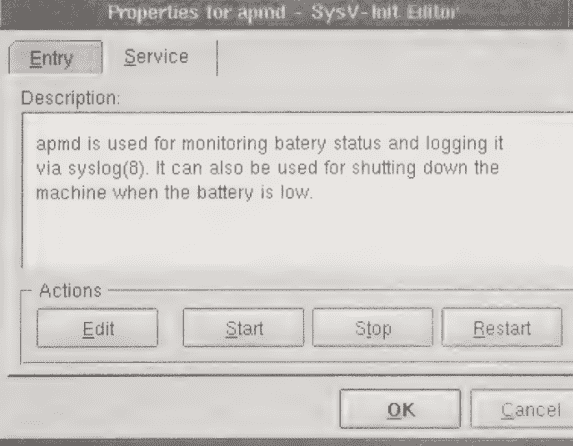 Properties for apmd - SysV-Init Editor
Entry Service
Description:
apmd is used for monitoring batery status and logging it
via syslog(8). It can also be used for shutting down the
machine when the battery is low.
Actions
Edit Start Stop Restart
OK Cancel